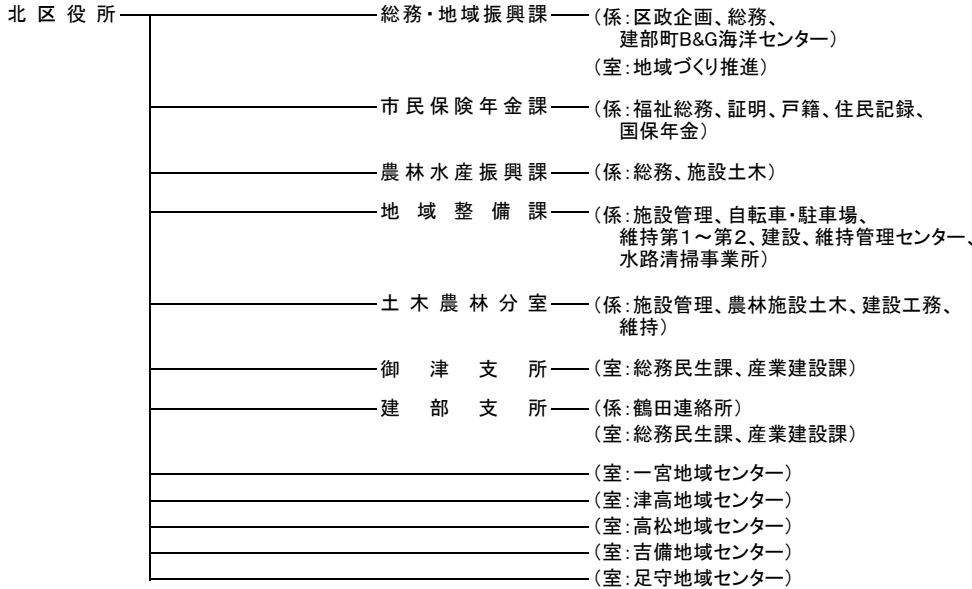 北区役所 総務・地域振興課 (係:区政企画、総務、
建部町B&G海洋センター)
(室:地域づくり推進)
市民保険年金課 (係:福祉総務、証明、戸籍、住民記録、
国保年金)
農林水産振興課 (係:総務、施設土木)
地域整備課 (係:施設管理、自転車・駐車場、
維持第1~第2、建設、維持管理センター、
水路清掃事業所)
土木農林分室 (係:施設管理、農林施設土木、建設工務、
維持)
御津支所 (室:総務民生課、産業建設課)
建部支所 (係:鶴田連絡所)
(室:総務民生課、産業建設課)
(室:一宮地域センター)
(室:津高地域センター)
(室:高松地域センター)
(室:吉備地域センター)
(室:足守地域センター)